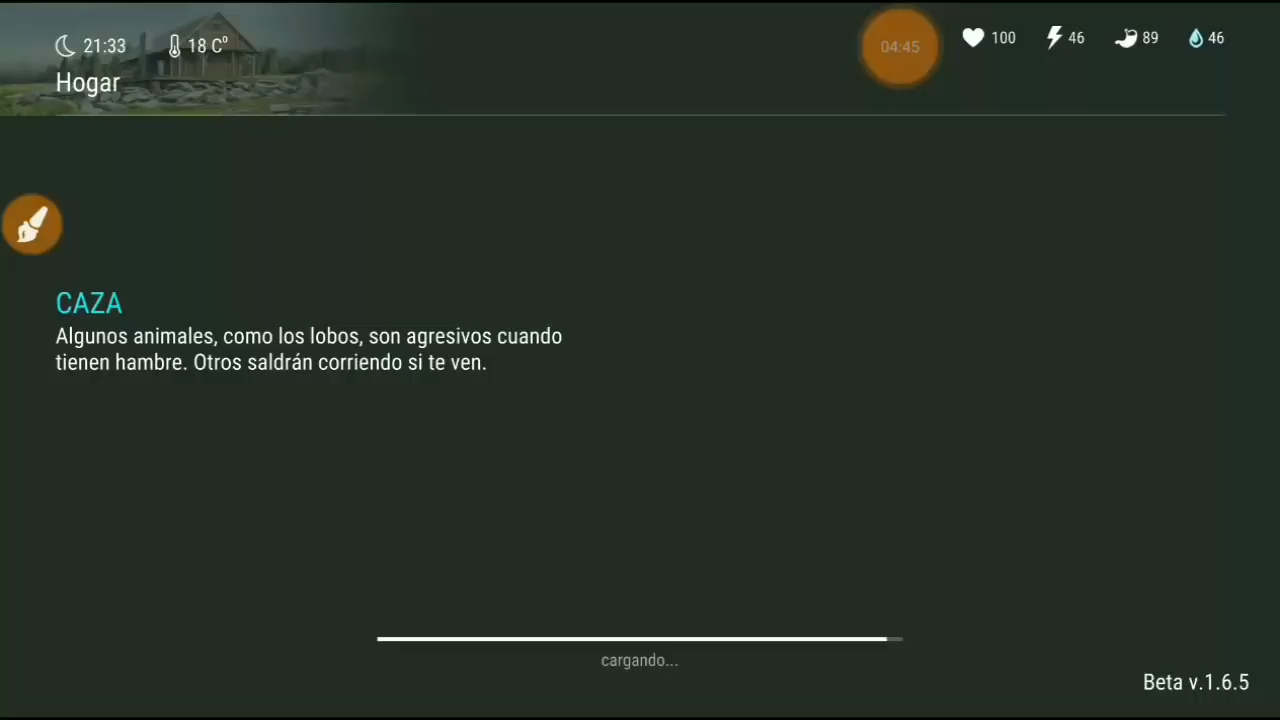 21:33
18 C°
04:45
100
46
89
46
Hogar
CAZA
Algunos animales, como los lobos, son agresivos cuando
tienen hambre. Otros saldrán corriendo si te ven.
cargando...
Beta v.1.6.5